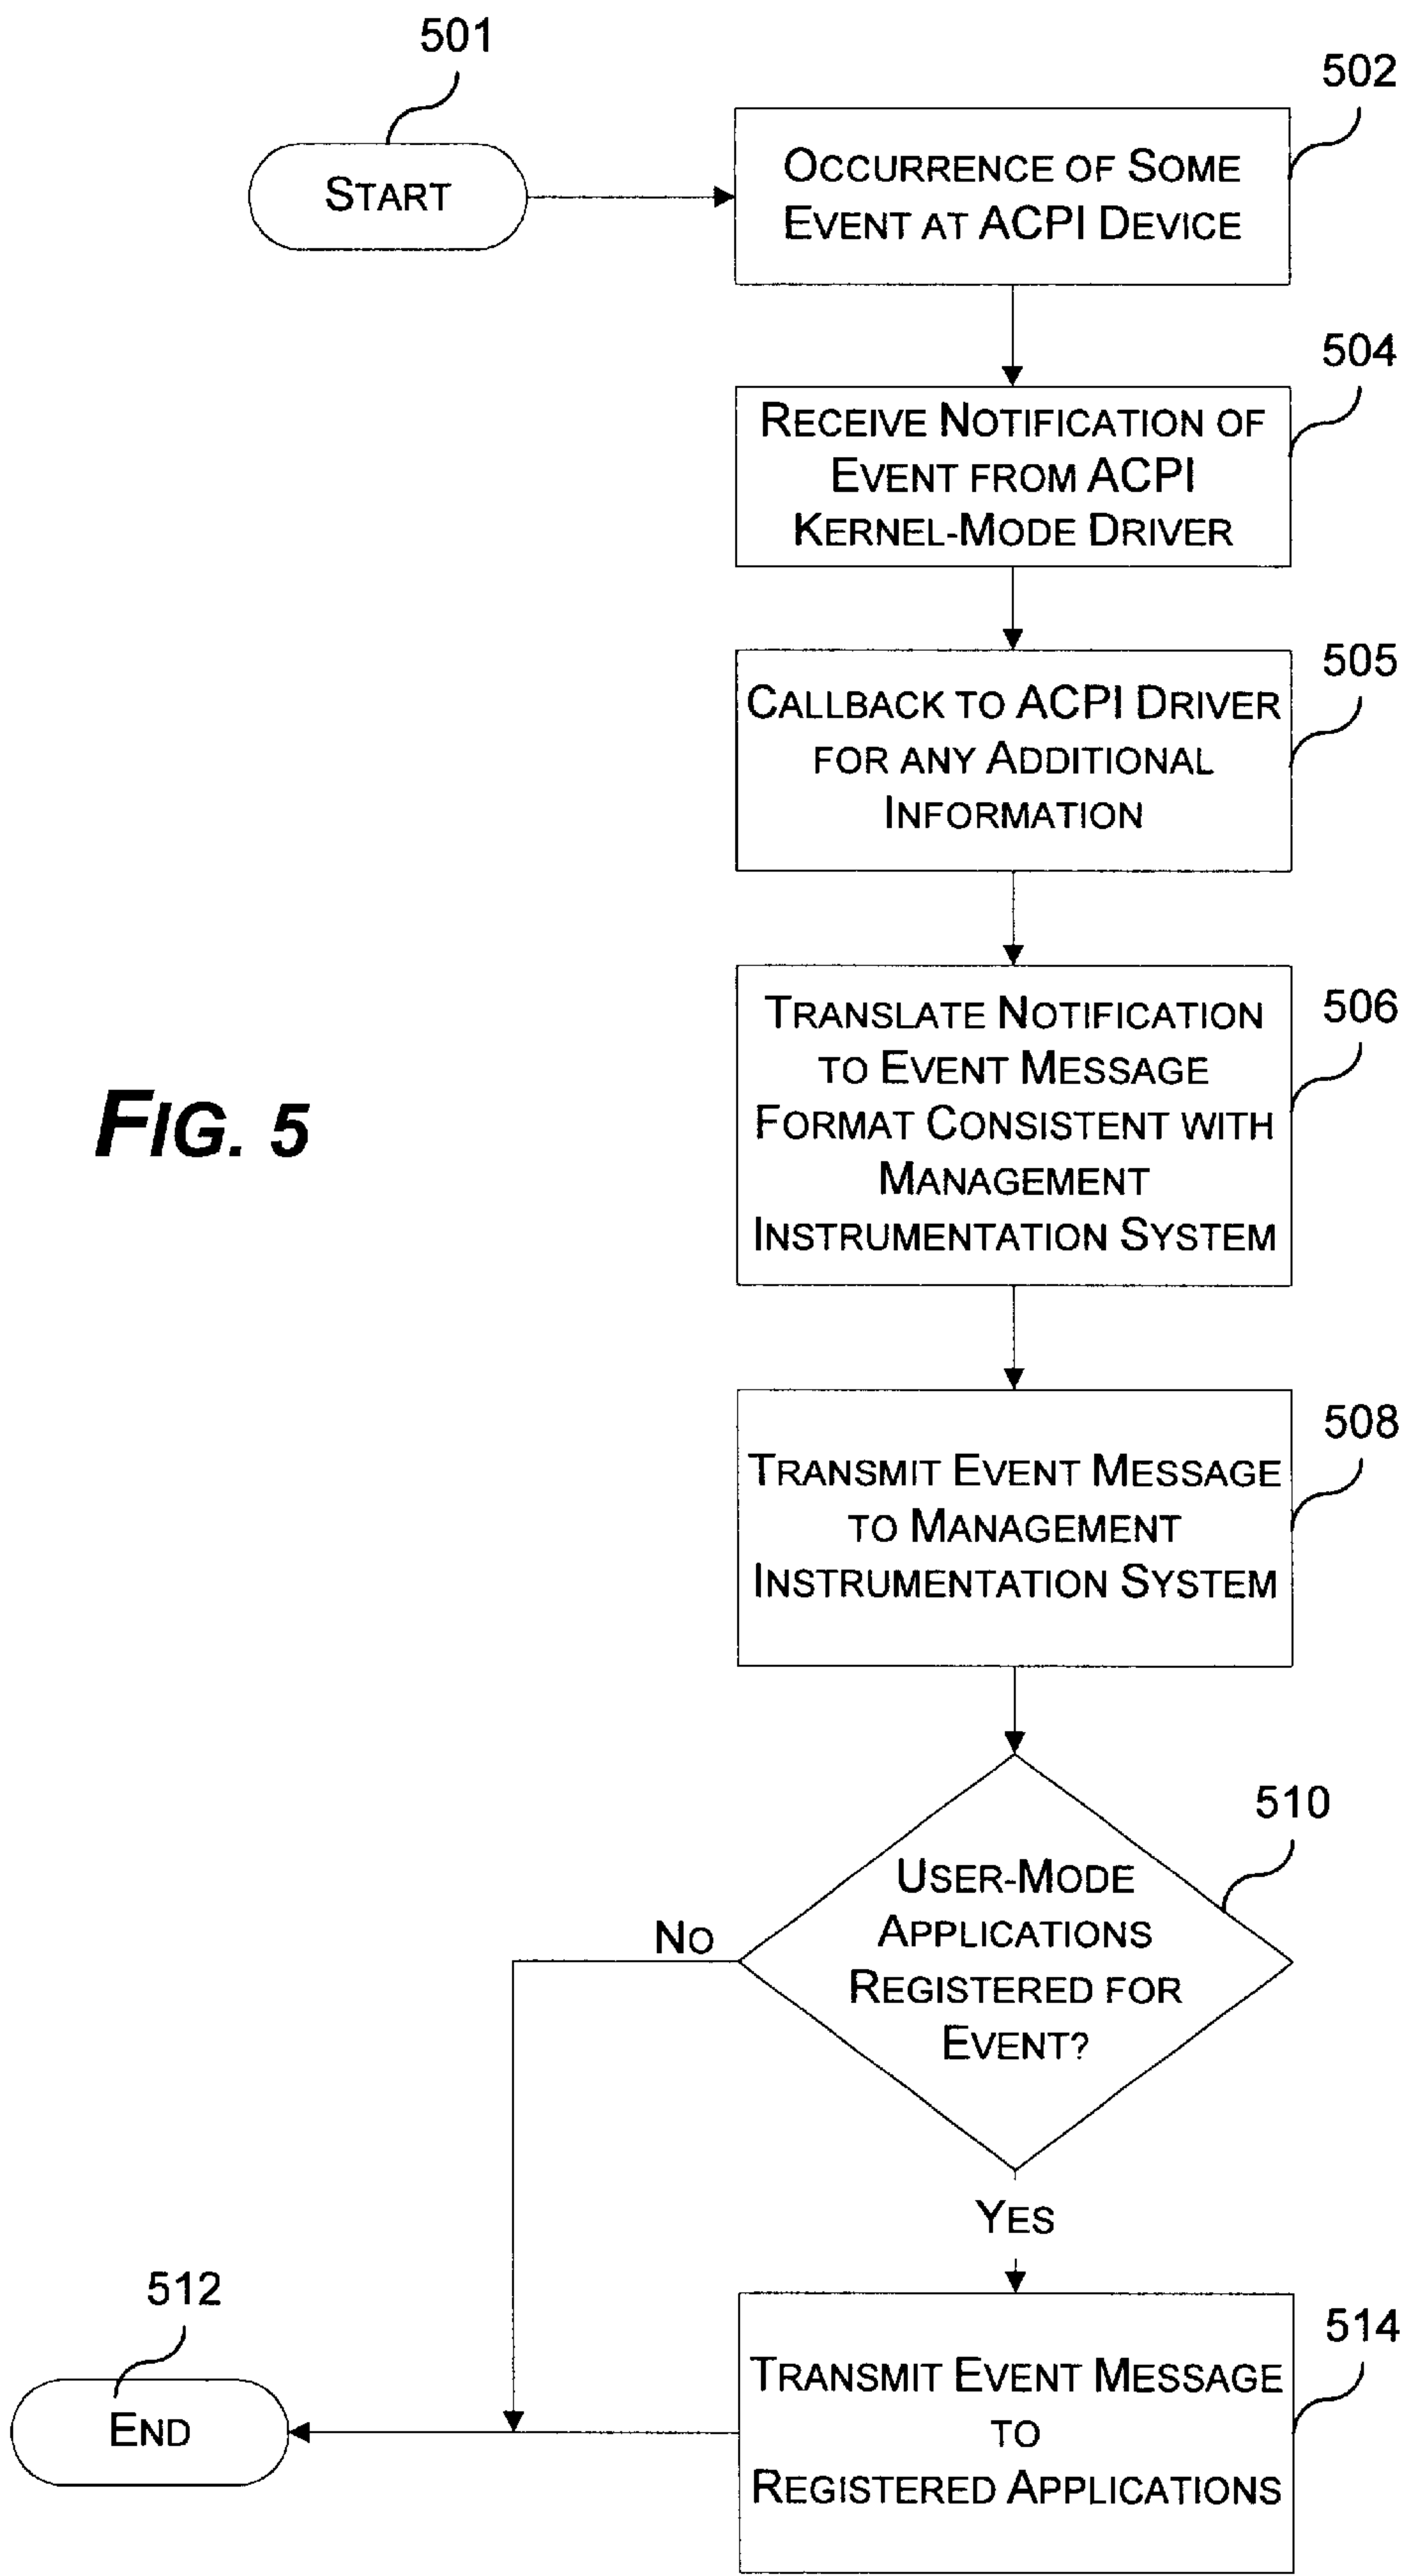 501
START
502
OCCURRENCE OF SOME
EVENT AT ACPI DEVICE
504
RECEIVE NOTIFICATION OF
EVENT FROM ACPI
KERNEL-MODE DRIVER
505
CALLBACK TO ACPI DRIVER
FOR ANY ADDITIONAL
INFORMATION
506
TRANSLATE NOTIFICATION
TO EVENT MESSAGE
FORMAT CONSISTENT WITH
MANAGEMENT
INSTRUMENTATION SYSTEM
FIG. 5
508
TRANSMIT EVENT MESSAGE
TO MANAGEMENT
INSTRUMENTATION SYSTEM
510
USER-MODE
APPLICATIONS
REGISTERED FOR
EVENT?
NO
YES
512
END
514
TRANSMIT EVENT MESSAGE
TO
REGISTERED APPLICATIONS